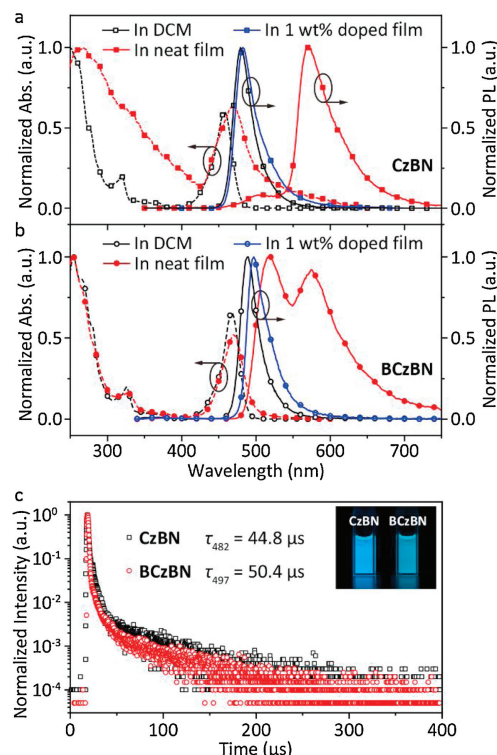 a
In DCM
In 1 wt% doped film
In neat film
Normalized Abs. (a.u.)
Normalized PL (a.u.)
1.0
0.5
0.0
1.0
0.5
0.0
CzBN
b
In DCM
In 1 wt% doped film
In neat film
Normalized Abs. (a.u.)
Normalized PL (a.u.)
1.0
0.5
0.0
1.0
0.5
0.0
BCzBN
300 400 500 600 700
Wavelength (nm)
c
Normalized Intensity (a.u.)
10⁰
10⁻¹
10⁻²
10⁻³
10⁻⁴
CzBN τ₄₈₂ = 44.8 μs
BCzBN τ₄₉₇ = 50.4 μs
CzBN BCzBN
0 100 200 300 400
Time (μs)